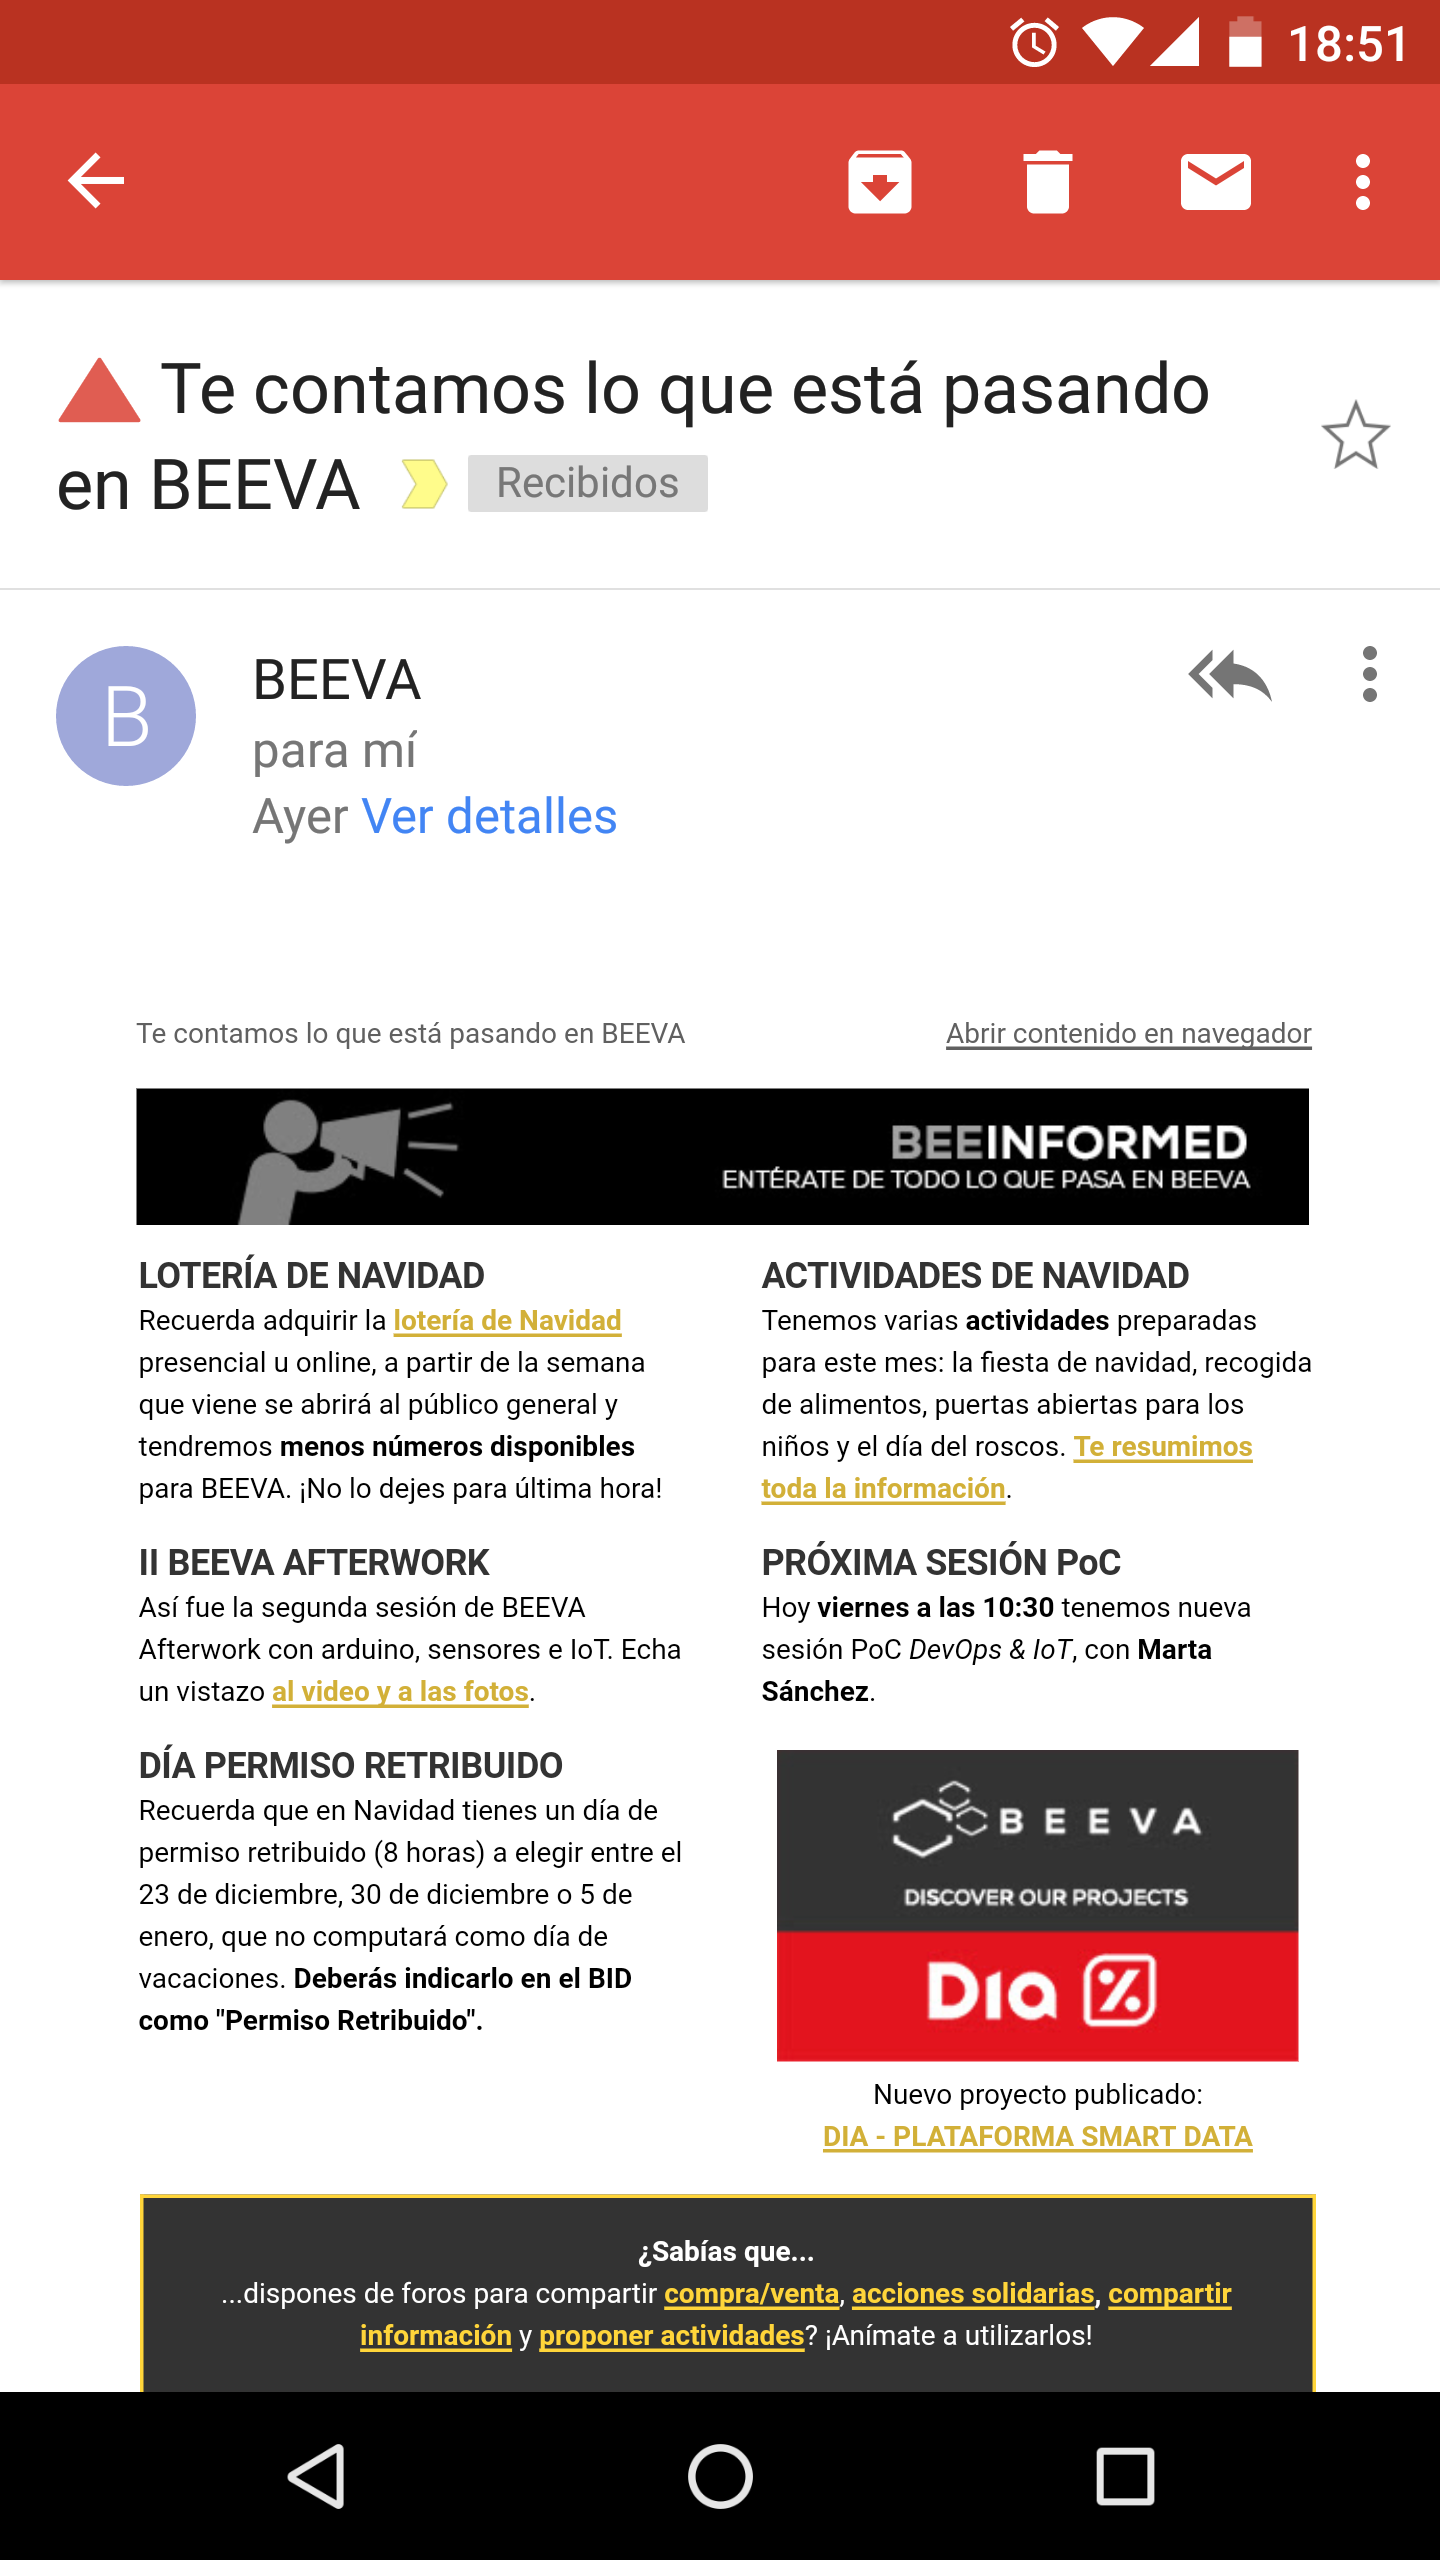 18:51
Te contamos lo que está pasando
en BEEVA Recibidos
B
BEEVA
para mí
Ayer Ver detalles
Te contamos lo que está pasando en BEEVA
Abrir contenido en navegador
BEEINFORMED
ENTÉRATE DE TODO LO QUE PASA EN BEEVA
LOTERÍA DE NAVIDAD
Recuerda adquirir la lotería de Navidad
presencial u online, a partir de la semana
que viene se abrirá al público general y
tendremos menos números disponibles
para BEEVA. ¡No lo dejes para última hora!
ACTIVIDADES DE NAVIDAD
Tenemos varias actividades preparadas
para este mes: la fiesta de navidad, recogida
de alimentos, puertas abiertas para los
niños y el día del roscos. Te resumimos
toda la información.
II BEEVA AFTERWORK
Así fue la segunda sesión de BEEVA
Afterwork con arduino, sensores e IoT. Echa
un vistazo al video y a las fotos.
PRÓXIMA SESIÓN PoC
Hoy viernes a las 10:30 tenemos nueva
sesión PoC DevOps & IoT, con Marta
Sánchez.
DÍA PERMISO RETRIBUIDO
Recuerda que en Navidad tienes un día de
permiso retribuido (8 horas) a elegir entre el
23 de diciembre, 30 de diciembre o 5 de
enero, que no computará como día de
vacaciones. Deberás indicarlo en el BID
como "Permiso Retribuido".
BEEVA
DISCOVER OUR PROJECTS
Dia %
Nuevo proyecto publicado:
DIA - PLATAFORMA SMART DATA
¿Sabías que...
...dispones de foros para compartir compra/venta, acciones solidarias, compartir
información y proponer actividades? ¡Anímate a utilizarlos!